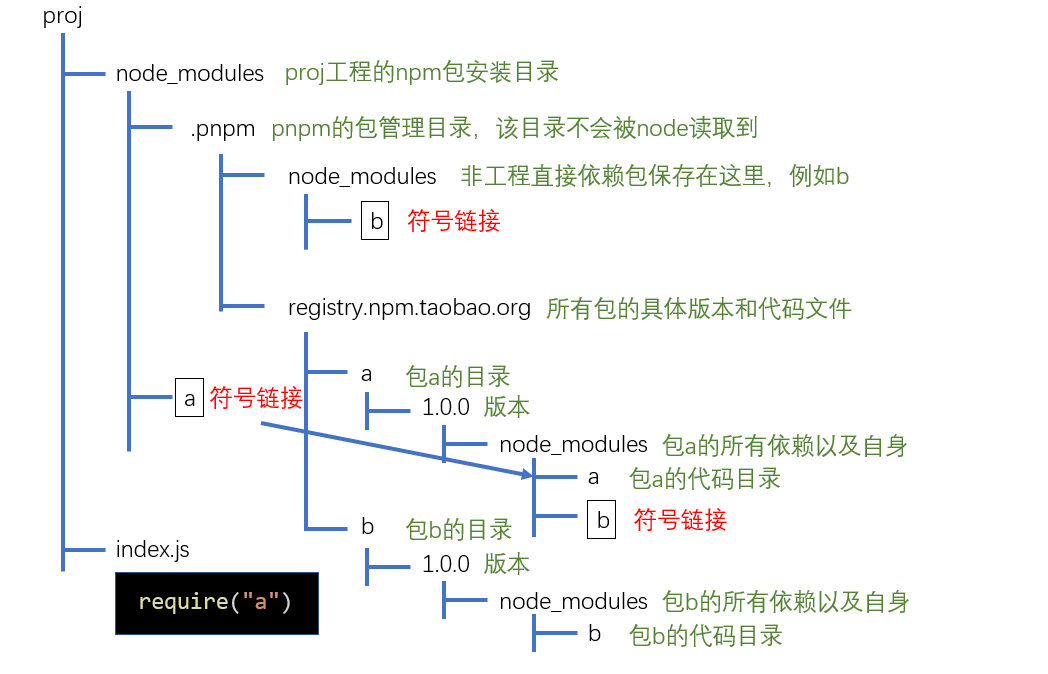 proj
node_modules proj工程的npm包安装目录
.pnpm pnpm的包管理目录，该目录不会被node读取到
node_modules 非工程直接依赖包保存在这里，例如b
b 符号链接
registry.npm.taobao.org 所有包的具体版本和代码文件
a 包a的目录
a 符号链接
1.0.0 版本
node_modules 包a的所有依赖以及自身
a 包a的代码目录
b 符号链接
b 包b的目录
index.js
1.0.0 版本
require("a")
node_modules 包b的所有依赖以及自身
b 包b的代码目录